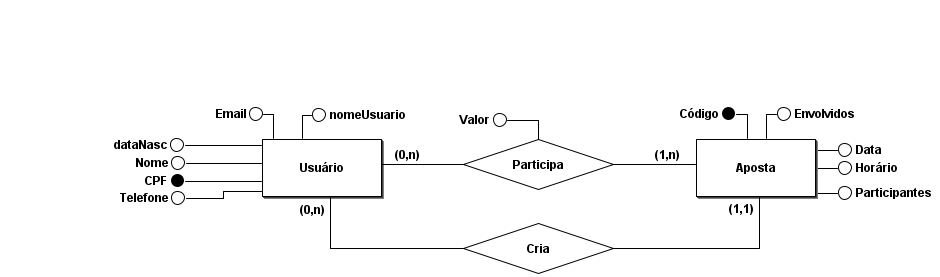 Email
nomeUsuario
Valor
Código
Envolvidos
dataNasc
Nome
CPF
Telefone
Usuário
(0,n)
Participa
(1,n)
Aposta
Data
Horário
Participantes
(0,n)
(1,1)
Cria